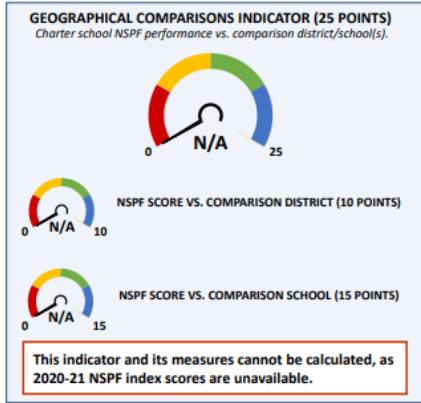 GEOGRAPHICAL COMPARISONS INDICATOR (25 POINTS)
Charter school NSPF performance vs. comparison district/school(s).
N/A
0 25
NSPF SCORE VS. COMPARISON DISTRICT (10 POINTS)
0 N/A 10
NSPF SCORE VS. COMPARISON SCHOOL (15 POINTS)
0 N/A 15
This indicator and its measures cannot be calculated, as
2020-21 NSPF index scores are unavailable.